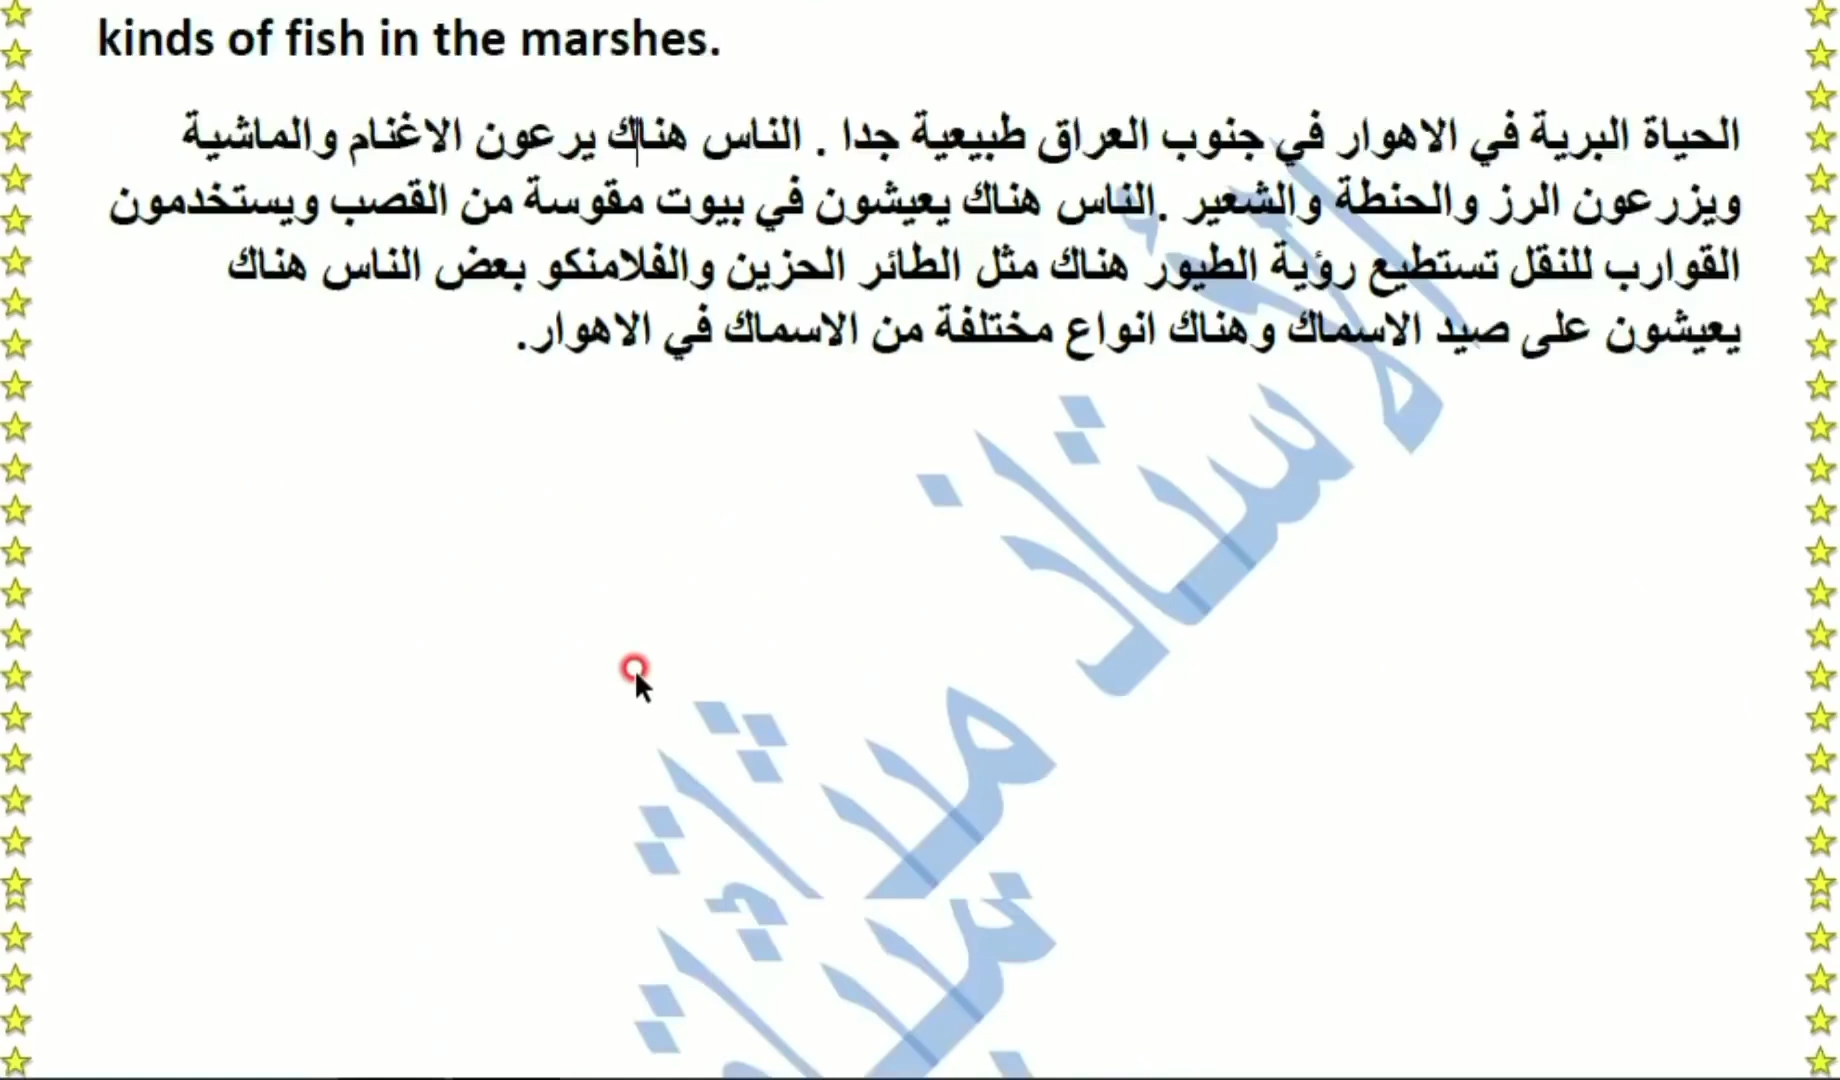 kinds of fish in the marshes.
الحياة البرية في الاهوار في جنوب العراق طبيعية جدا . الناس هناك يرعون الاغنام والماشية
ويزرعون الرز والحنطة والشعير .الناس هناك يعيشون في بيوت مقوسة من القصب ويستخدمون
القوارب للنقل تستطيع رؤية الطيور هناك مثل الطائر الحزين والفلامنكو بعض الناس هناك
يعيشون على صيد الاسماك وهناك انواع مختلفة من الاسماك في الاهوار.
الأستاذ